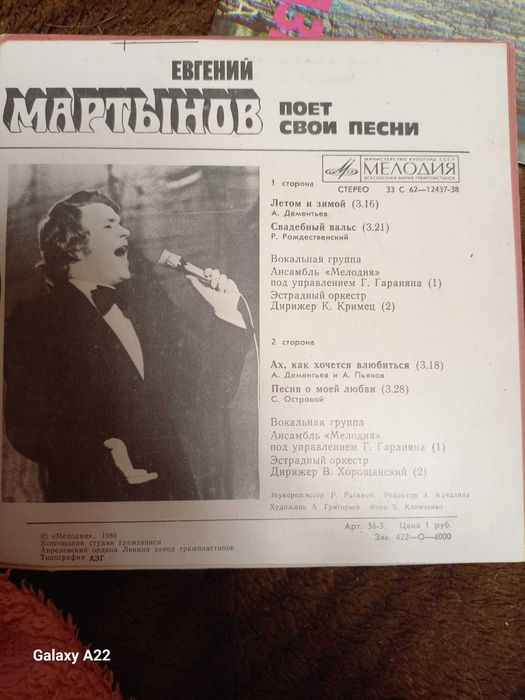 ЕВГЕНИЙ
МАРТЫНОВ
ПОЕТ
СВОИ ПЕСНИ
МИНИСТЕРСТВО КУЛЬТУРЫ СССР
МЕЛОДИЯ
ВСЕСОЮЗНАЯ ФИРМА ГРАМПЛАСТИНОК
1 сторона
СТЕРЕО 33 С 62—12437-38
Летом и зимой (3.16)
А. Дементьев
Свадебный вальс (3.21)
Р. Рождественский
Вокальная группа
Ансамбль «Мелодия»
под управлением Г. Гараняна (1)
Эстрадный оркестр
Дирижер К. Кримец (2)
2 сторона
Ах, как хочется влюбиться (3.18)
А. Дементьев и А. Пьянов
Песня о моей любви (3.28)
С. Островой
Вокальная группа
Ансамбль «Мелодия»
под управлением Г. Гараняна (1)
Эстрадный оркестр
Дирижер В. Хорощанский (2)
Звукорежиссер Р. Рагимов Редактор А. Качалина
Художник А. Григорьев. Фото Б. Клипченко
© «Мелодия», 1980
Всесоюзная студия грамзаписи
Апрелевский ордена Ленина завод грампластинок
Типография АЗГ
Арт. 36-3. Цена 1 руб.
Зак. 422—О—4000
Galaxy A22